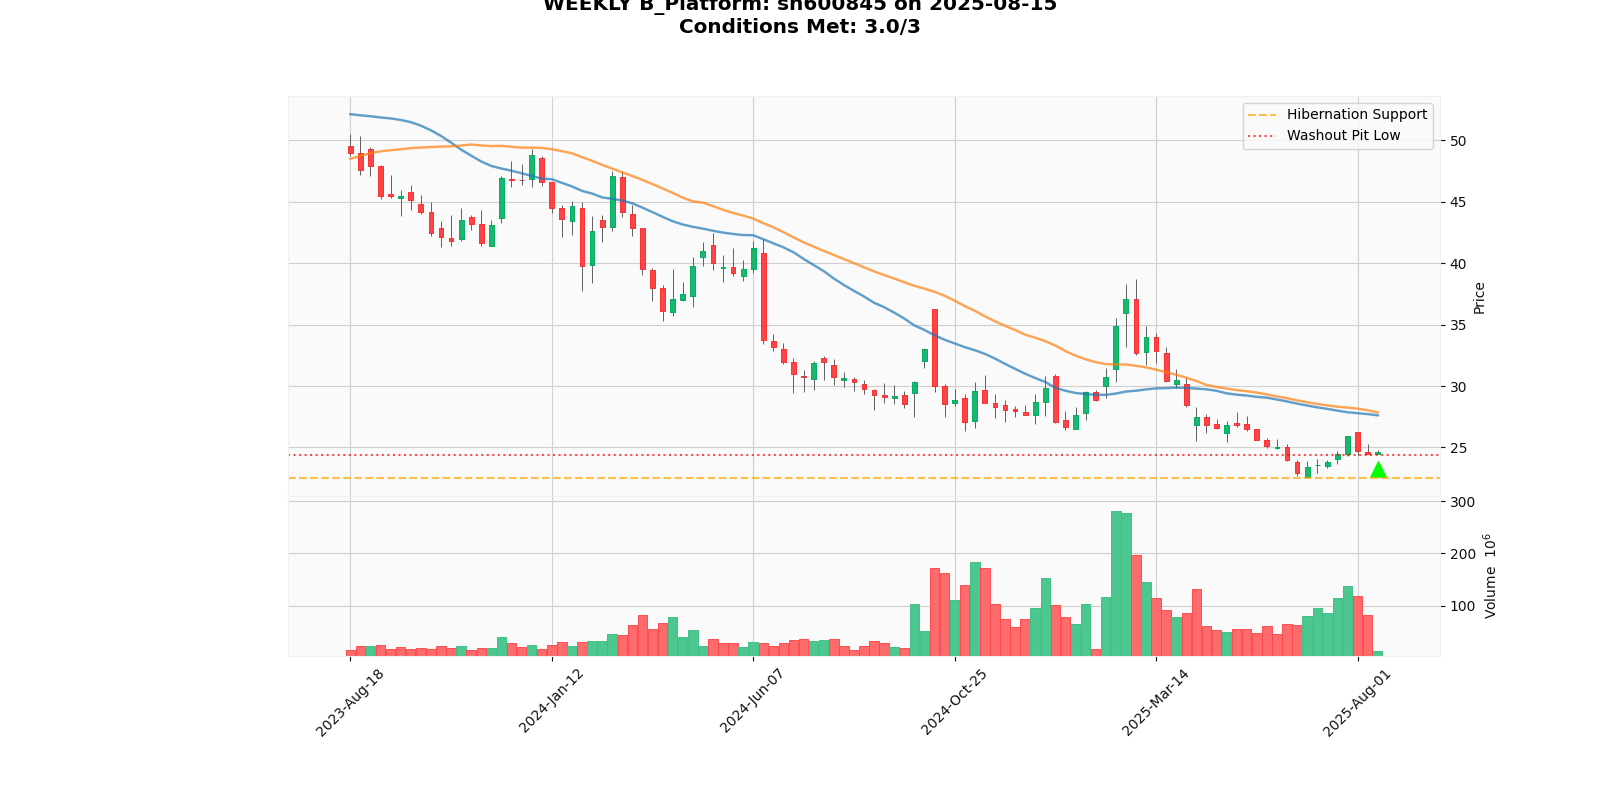 WEEKLY B_Platform: sh600845 on 2025-08-15
Conditions Met: 3.0/3
Hibernation Support
Washout Pit Low
50
45
40
35
30
25
Price
300
200
100
Volume 10^6
2023-Aug-18
2024-Jan-12
2024-Jun-07
2024-Oct-25
2025-Mar-14
2025-Aug-01